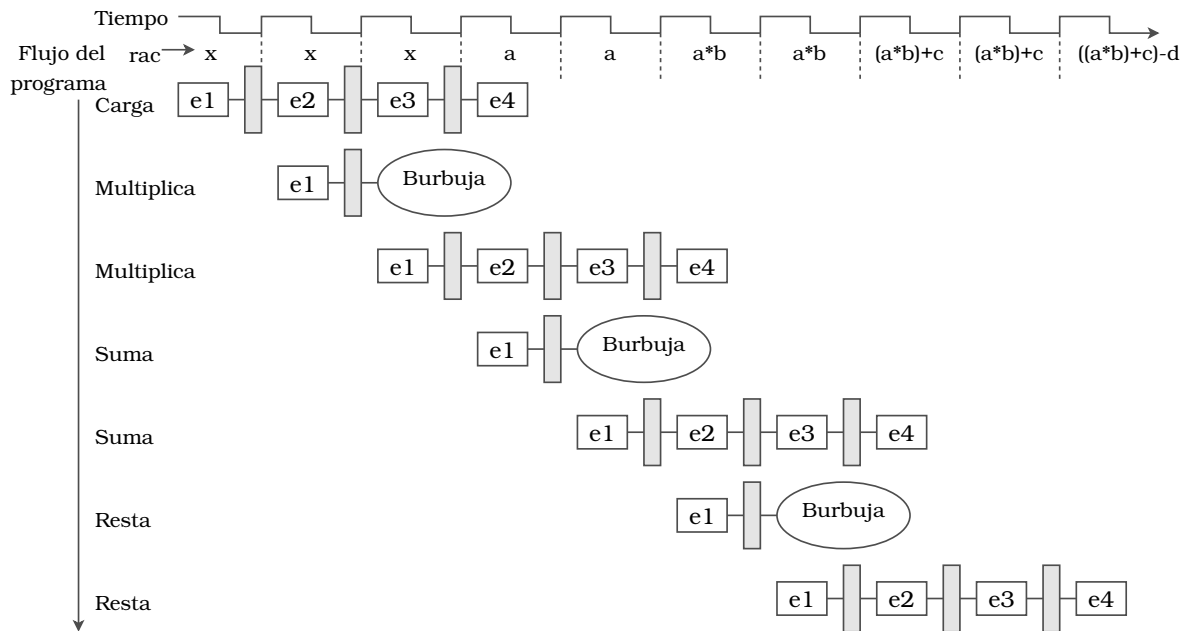 Tiempo
Flujo del
programa
rac x x x a a a*b a*b (a*b)+c (a*b)+c ((a*b)+c)-d
Carga e1 e2 e3 e4
Multiplica e1 Burbuja
Multiplica e1 e2 e3 e4
Suma e1 Burbuja
Suma e1 e2 e3 e4
Resta e1 Burbuja
Resta e1 e2 e3 e4